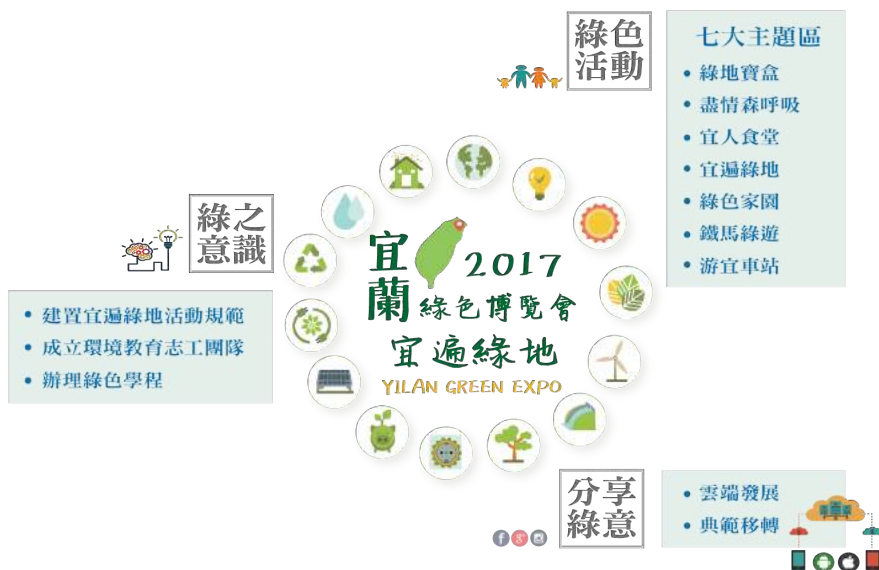 綠色
活動
七大主題區
• 綠地寶盒
• 盡情森呼吸
• 宜人食堂
• 宜遍綠地
• 綠色家園
• 鐵馬綠遊
• 游宜車站
綠之
意識
• 建置宜遍綠地活動規範
• 成立環境教育志工團隊
• 辦理綠色學程
宜蘭
2017
綠色博覽會
宜遍綠地
YILAN GREEN EXPO
分享
綠意
• 雲端發展
• 典範移轉